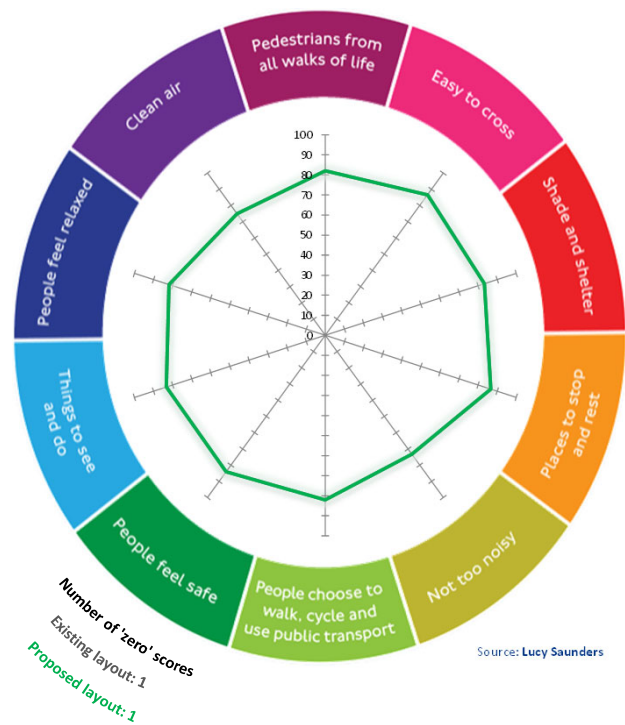 Pedestrians from
all walks of life
Easy to cross
Shade and shelter
Places to stop
and rest
Not too noisy
People choose to
walk, cycle and
use public transport
People feel safe
Things to see
and do
People feel relaxed
Clean air
100
90
80
70
60
50
40
30
20
10
0
Number of 'zero' scores
Existing layout: 1
Proposed layout: 1
Source: Lucy Saunders